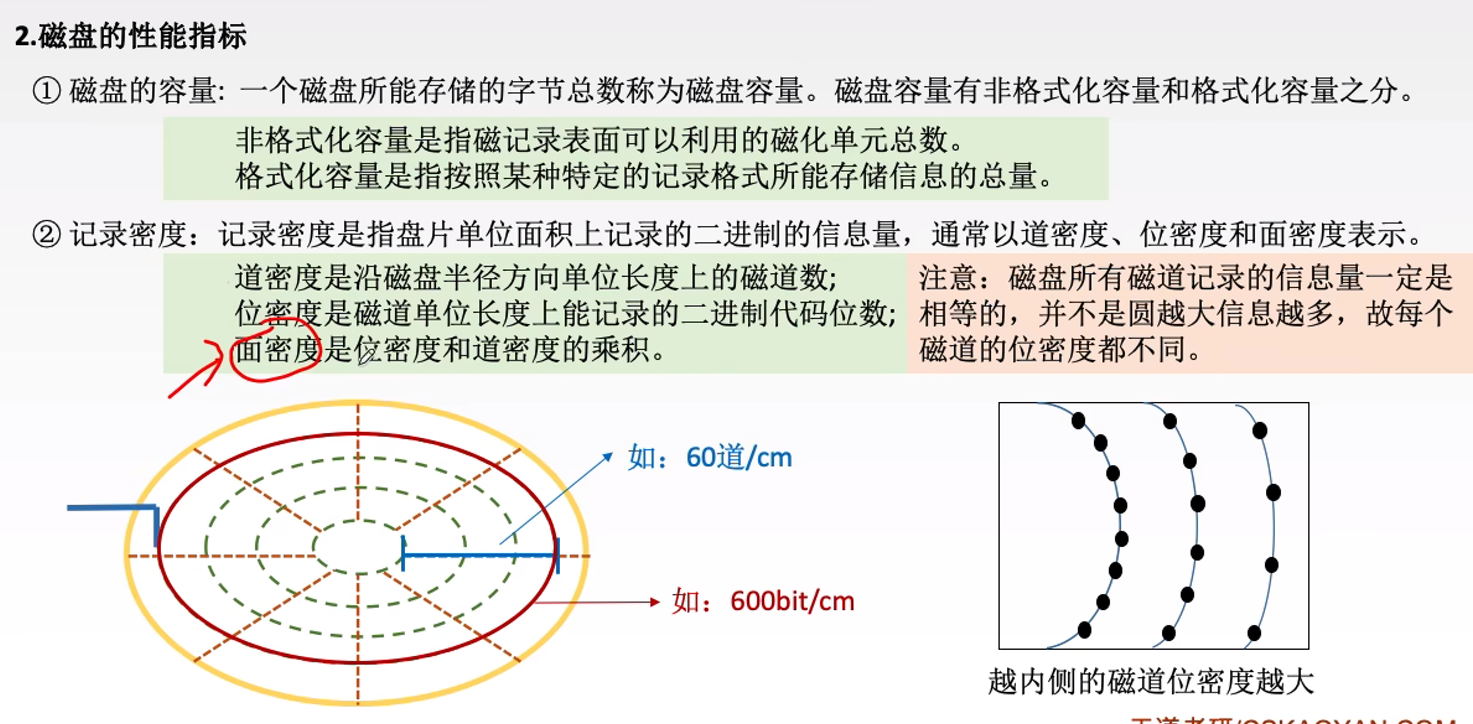 2.磁盘的性能指标
① 磁盘的容量：一个磁盘所能存储的字节总数称为磁盘容量。磁盘容量有非格式化容量和格式化容量之分。
非格式化容量是指磁记录表面可以利用的磁化单元总数。
格式化容量是指按照某种特定的记录格式所能存储信息的总量。
② 记录密度：记录密度是指盘片单位面积上记录的二进制的信息量，通常以道密度、位密度和面密度表示。
道密度是沿磁盘半径方向单位长度上的磁道数;
位密度是磁道单位长度上能记录的二进制代码位数;
面密度是位密度和道密度的乘积。
注意：磁盘所有磁道记录的信息量一定是
相等的，并不是圆越大信息越多，故每个
磁道的位密度都不同。
如：60道/cm
如：600bit/cm
越内侧的磁道位密度越大